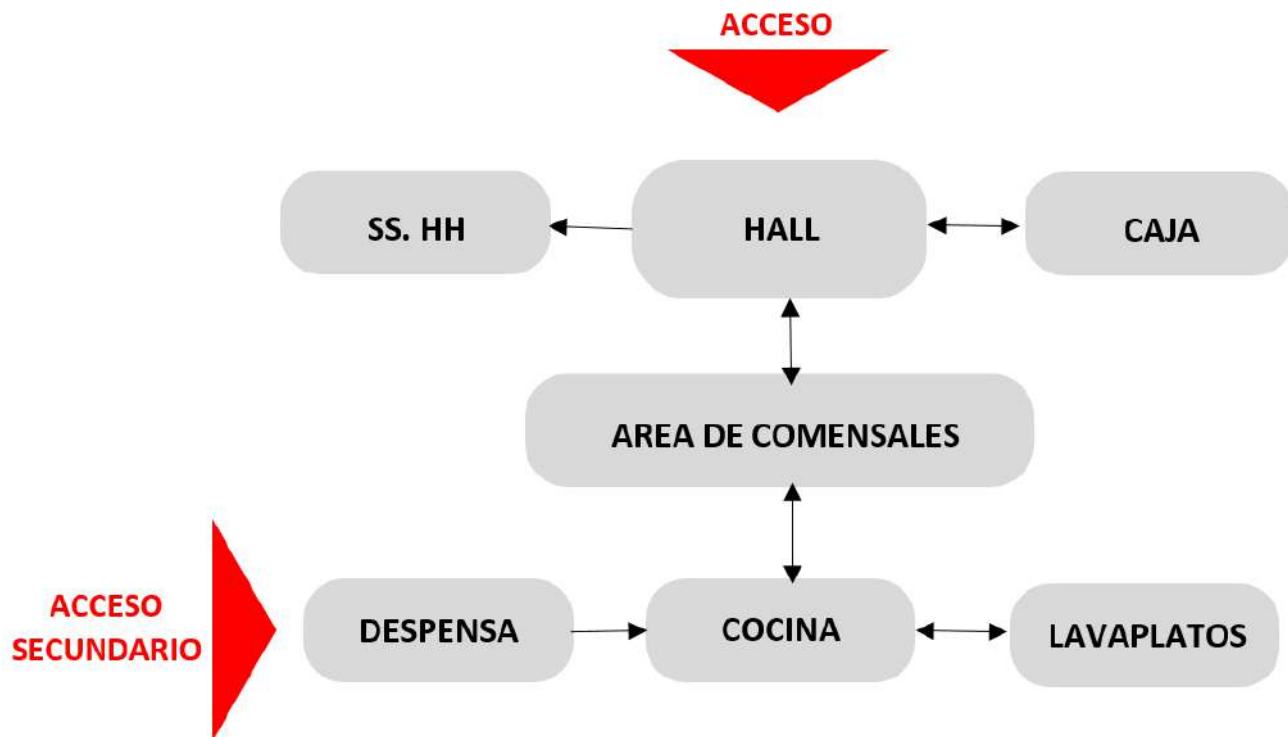 ACCESO
SS. HH
HALL
CAJA
AREA DE COMENSALES
ACCESO
SECUNDARIO
DESPENSA
COCINA
LAVAPLATOS